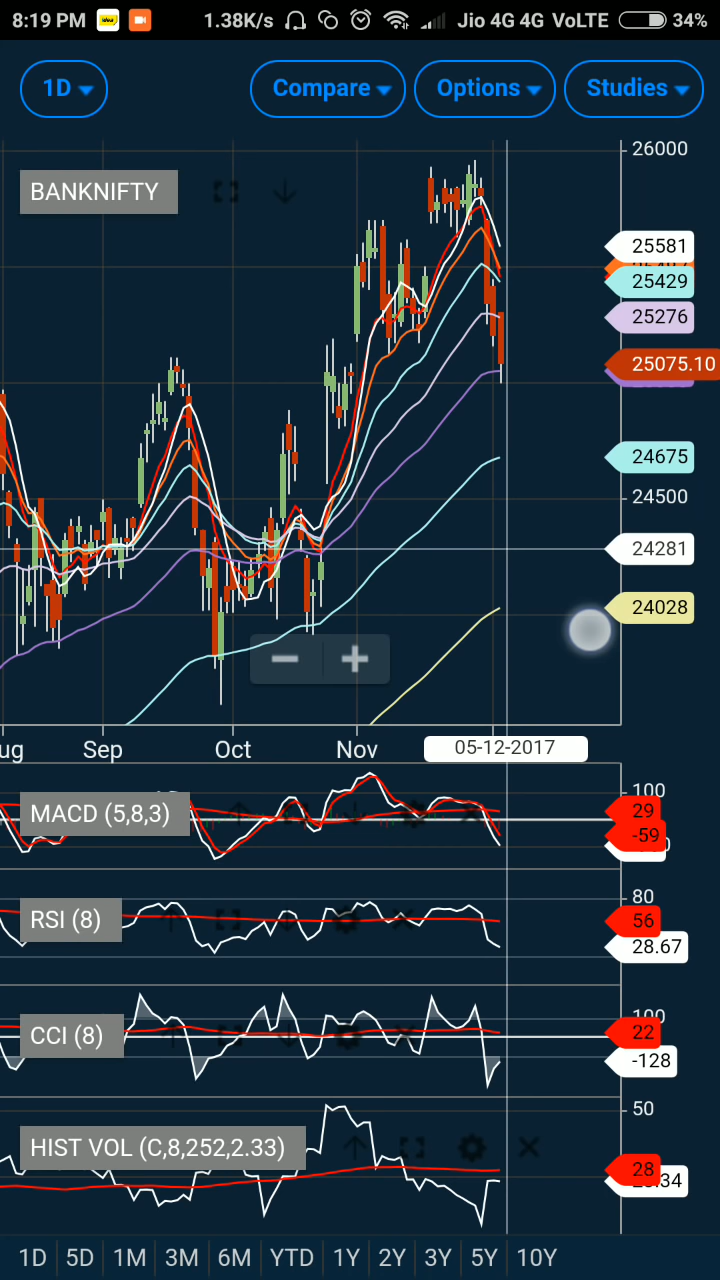 8:19 PM idea 1.38K/s Jio 4G 4G VoLTE 34%
1D Compare Options Studies
26000
BANKNIFTY
25581
25429
25276
25075.10
24675
24500
24281
24028
Sep Oct Nov 05-12-2017
100
MACD (5,8,3)
29
-59
80
RSI (8)
56
28.67
100
CCI (8)
22
-128
50
HIST VOL (C,8,252,2.33)
28
1D 5D 1M 3M 6M YTD 1Y 2Y 3Y 5Y 10Y